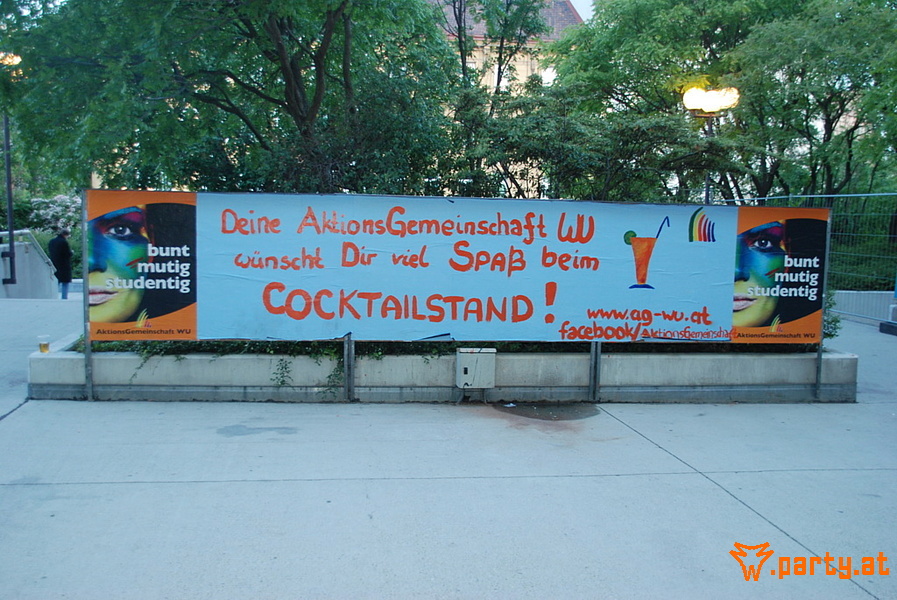 bunt
mutig
studentig
AktionsGemeinschaft WU
Deine AktionsGemeinschaft WU
wünscht Dir viel Spaß beim
COCKTAILSTAND!
www.ag-wu.at
facebook/AktionsGemeinschaft
bunt
mutig
studentig
AktionsGemeinschaft WU
.party.at